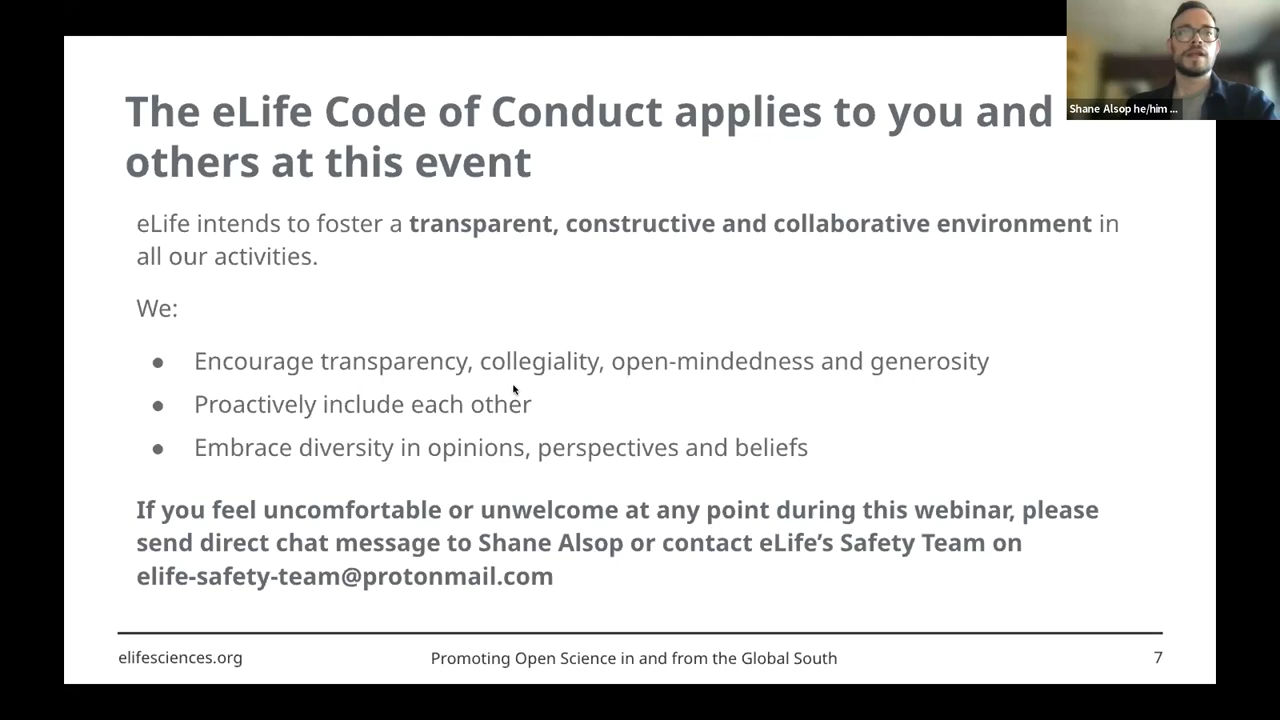 The eLife Code of Conduct applies to you and
others at this event
Shane Alsop he/him ...
eLife intends to foster a transparent, constructive and collaborative environment in
all our activities.
We:
● Encourage transparency, collegiality, open-mindedness and generosity
● Proactively include each other
● Embrace diversity in opinions, perspectives and beliefs
If you feel uncomfortable or unwelcome at any point during this webinar, please
send direct chat message to Shane Alsop or contact eLife’s Safety Team on
elife-safety-team@protonmail.com
elifesciences.org
Promoting Open Science in and from the Global South
7